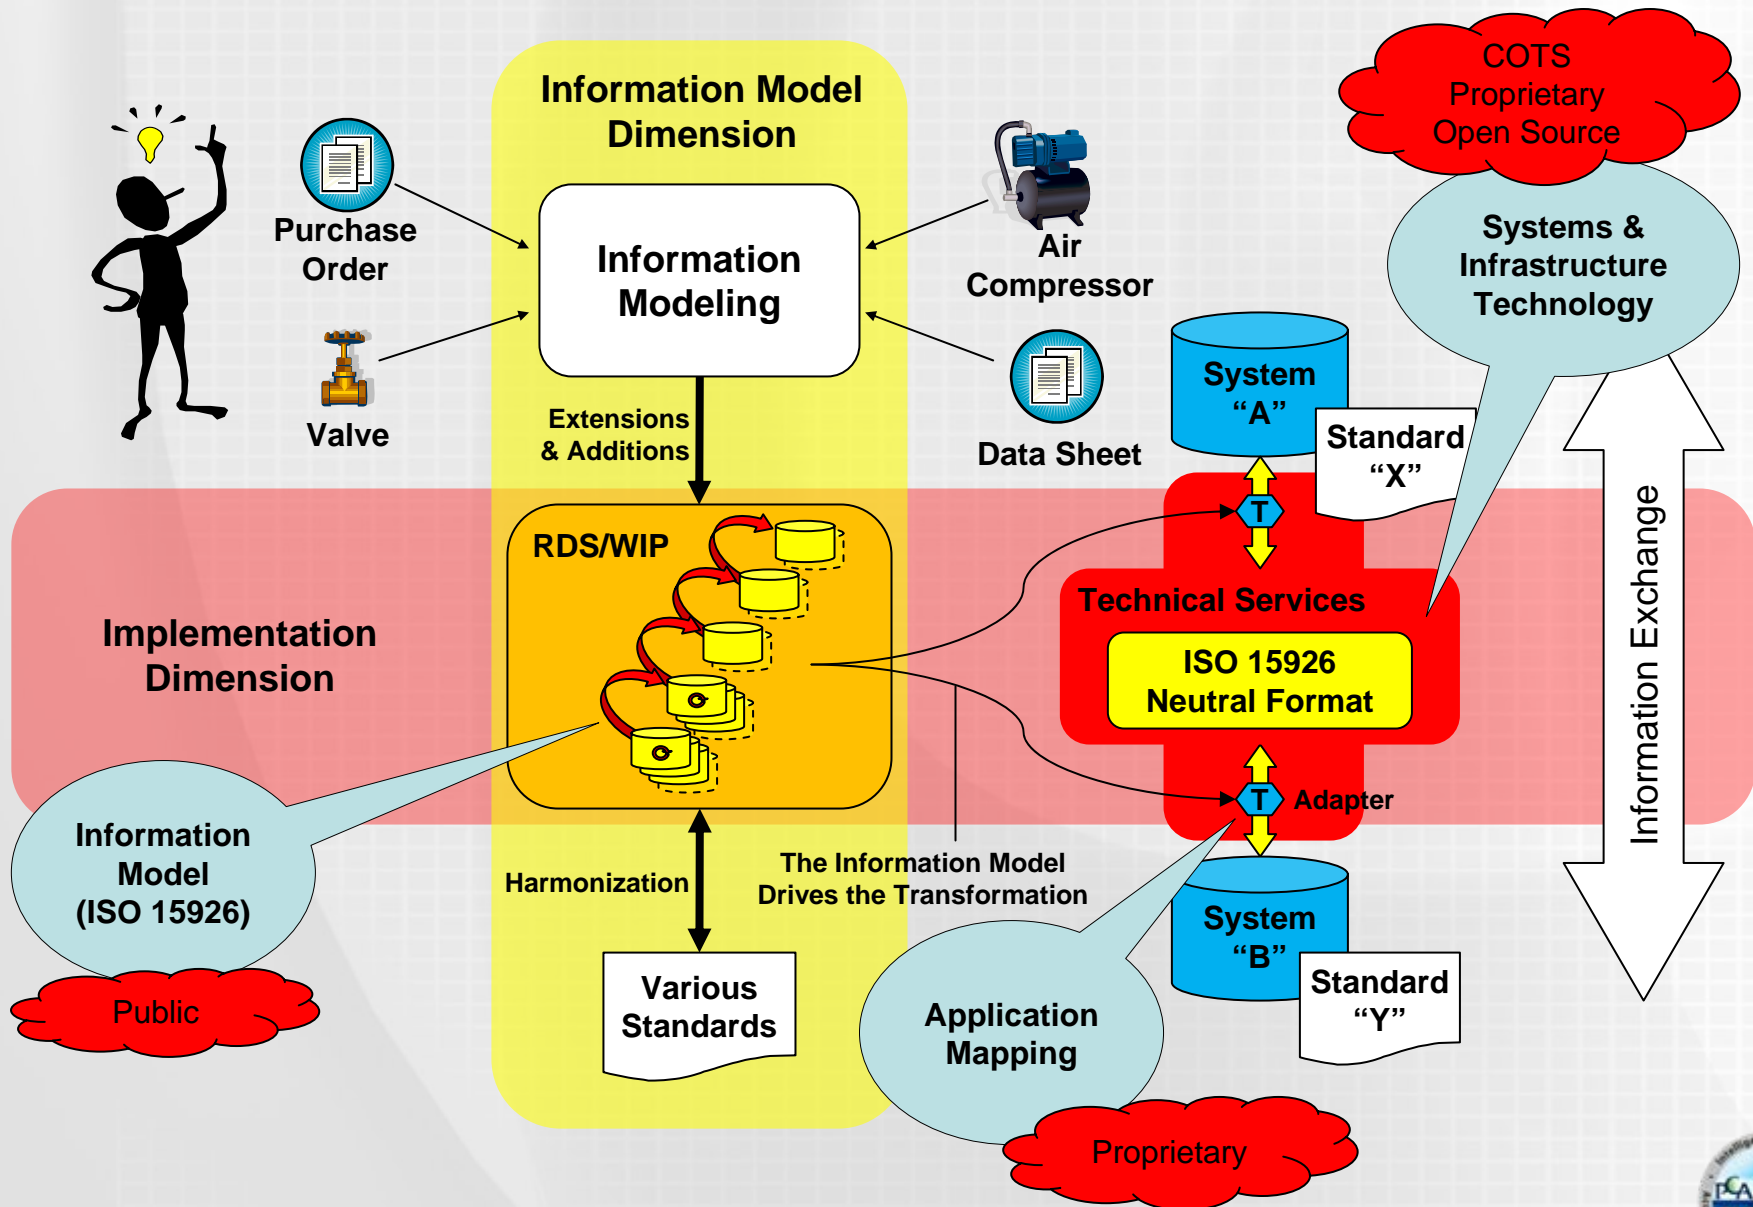 Information Model
Dimension
COTS
Proprietary
Open Source
Purchase
Order
Information
Modeling
Air
Compressor
Systems &
Infrastructure
Technology
Valve
Extensions
& Additions
Data Sheet
System
“A”
Standard
“X”
T
RDS/WIP
Implementation
Dimension
Technical Services
ISO 15926
Neutral Format
Information Exchange
T
Adapter
Information
Model
(ISO 15926)
Public
Harmonization
The Information Model
Drives the Transformation
Various
Standards
System
“B”
Standard
“Y”
Application
Mapping
Proprietary
PCA